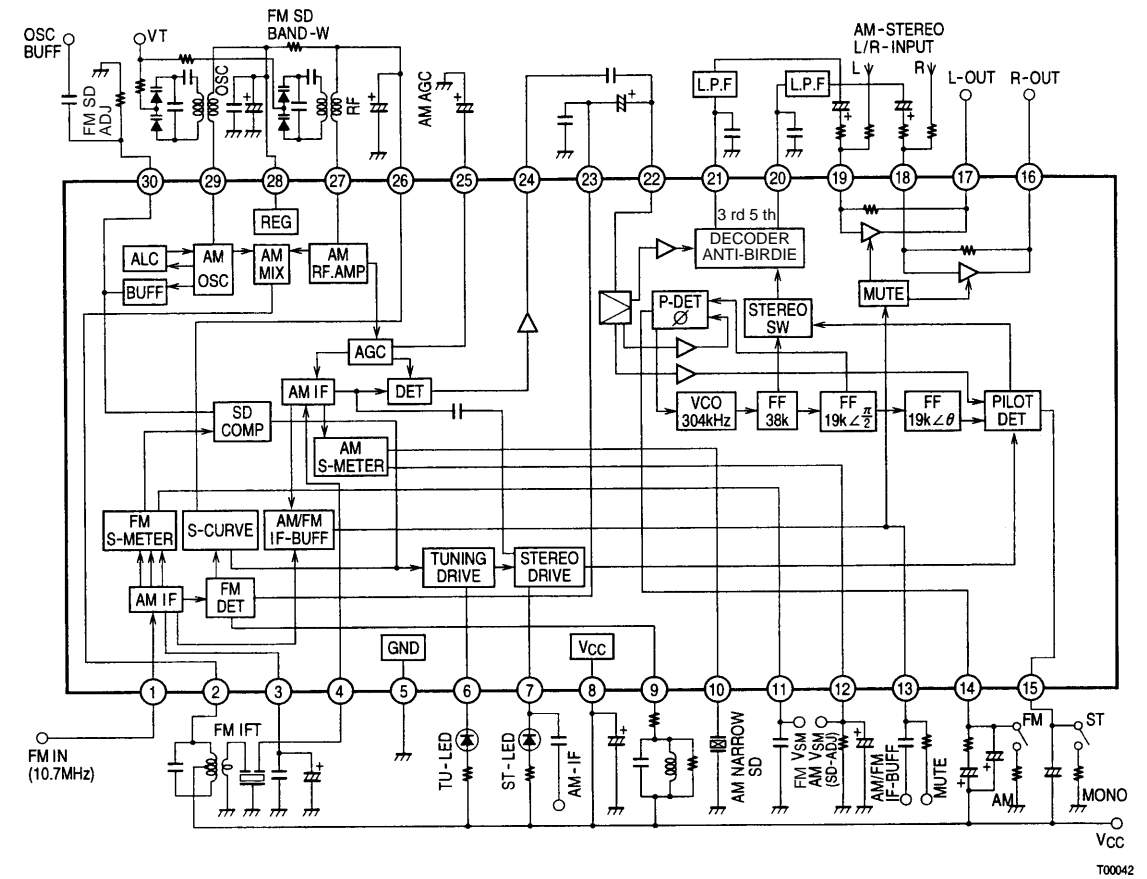 FM SD
BAND-W
OSC
BUFF
VT
FM SD
ADJ
OSC
RF
AM AGC
AM-STEREO
L/R-INPUT
L
R
L-OUT
R-OUT
L.P.F
L.P.F
30
29
28
27
26
25
24
23
22
21
20
19
18
17
16
REG
3 rd 5 th
DECODER
ANTI-BIRDIE
ALC
AM
OSC
AM
MIX
AM
RF.AMP
BUFF
P-DET
Ø
STEREO
SW
MUTE
AGC
AM IF
DET
SD
COMP
VCO
304kHz
FF
38k
FF
19k∠π/2
FF
19k∠θ
PILOT
DET
AM
S-METER
FM
S-METER
S-CURVE
AM/FM
IF-BUFF
TUNING
DRIVE
STEREO
DRIVE
AM IF
FM
DET
GND
VCC
1
2
3
4
5
6
7
8
9
10
11
12
13
14
15
FM IN
(10.7MHz)
FM IFT
TU-LED
ST-LED
AM-IF
AM NARROW
SD
FM VSM
AM VSM
(SD-ADJ)
AM/FM
IF-BUFF
MUTE
FM
AM
ST
MONO
VCC
T00042